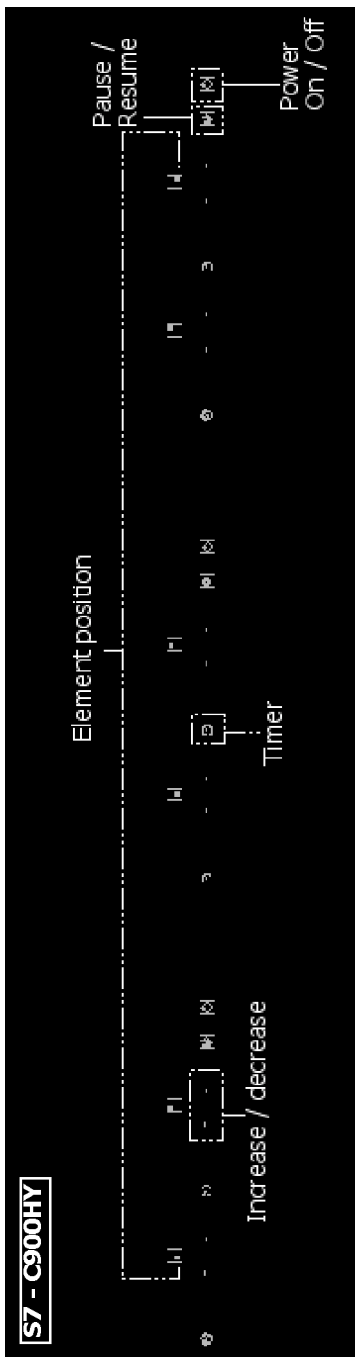 S7 - C900HY
Element position
Pause /
Resume
Power
On / Off
Timer
Increase / decrease